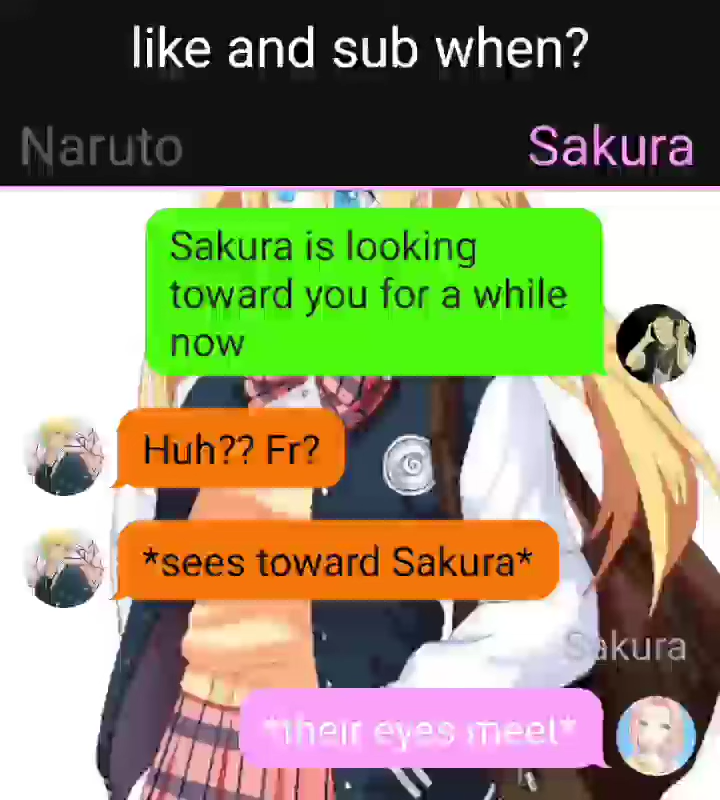 like and sub when?
Naruto
Sakura
Sakura is looking
toward you for a while
now
Huh?? Fr?
*sees toward Sakura*
Sakura
*their eyes meet*